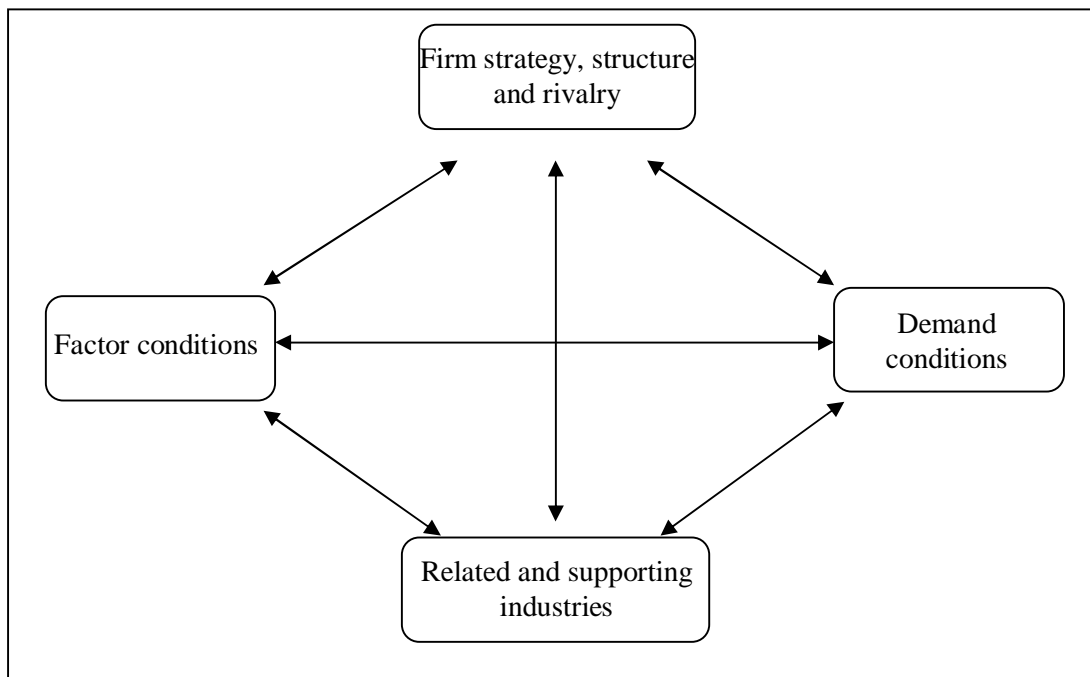 Firm strategy, structure
and rivalry
Factor conditions
Demand
conditions
Related and supporting
industries